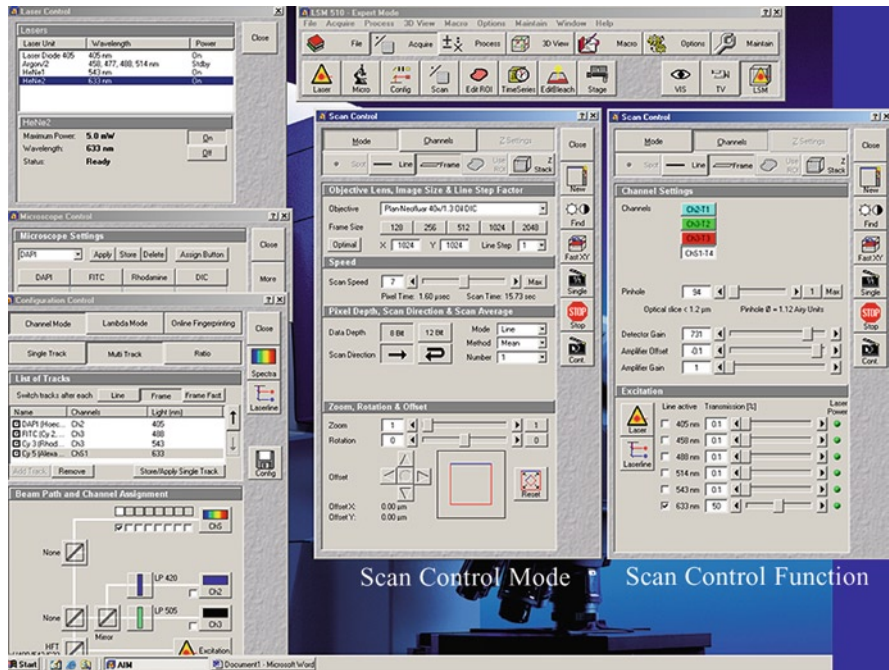 Laser Control
Lasers
Laser Unit Wavelength Power
Laser Diode 405 405 nm On
Argon/2 458, 477, 488, 514 nm Stdby
HeNe1 543 nm On
HeNe2 633 nm On
Close
HeNe2
Maximum Power: 5.0 mW
Wavelength: 633 nm
Status: Ready
On
Off
LSM 510 - Expert Mode
File Acquire Process 3D View Macro Options Maintain Window Help
File Acquire Process 3D View Macro Options Maintain
Laser Micro Config Scan Edit ROI TimeSeries EditBleach Stage VIS TV LSM
Microscope Control
Microscope Settings
DAPI Apply Store Delete Assign Button
DAPI FITC Rhodamine DIC
Close
More
Configuration Control
Channel Mode Lambda Mode Online Fingerprinting
Single Track Multi Track Ratio
Close
Spectra
Laserline
Config
List of Tracks
Switch tracks after each Line Frame Frame Fast
Name Channels Light (nm)
DAPI (Hoec... Ch2 405
FITC (Cy 2, ... Ch3 488
Cy 3 (Rhod... Ch3 543
Cy 5 (Alexa ... ChS1 633
Add Track Remove Store/Apply Single Track
Beam Path and Channel Assignment
ChS
None
LP 420
Ch2
None
Mirror
LP 505
Ch3
HFT
Excitation
Scan Control
Mode Channels Z Settings
Spot Line Frame Use ROI Z Stack
Close
New
Find
Fast XY
Single
STOP
Stop
Cont.
Objective Lens, Image Size & Line Step Factor
Objective Plan-Neofluar 40x/1.3 Oil DIC
Frame Size 128 256 512 1024 2048
Optimal X 1024 Y 1024 Line Step 1
Speed
Scan Speed 7 Max
Pixel Time: 1.60 µsec Scan Time: 15.73 sec
Pixel Depth, Scan Direction & Scan Average
Data Depth 8 Bit 12 Bit Mode Line
Method Mean
Scan Direction Number 1
Zoom, Rotation & Offset
Zoom 1 1
Rotation 0 0
Offset
Reset
Offset X: 0.00 µm
Offset Y: 0.00 µm
Scan Control Mode
Scan Control
Mode Channels Z Settings
Spot Line Frame Use ROI Z Stack
Close
New
Find
Fast XY
Single
STOP
Stop
Cont.
Channel Settings
Channels Ch2-T1
Ch3-T2
Ch3-T3
ChS1-T4
Pinhole 94 1 Max
Optical slice < 1.2 µm Pinhole Ø = 1.12 Airy Units
Detector Gain 731
Amplifier Offset -0.1
Amplifier Gain 1
Excitation
Line active Transmission [%] Laser Power
Laser
Laserline
405 nm 0.1
458 nm 0.1
488 nm 0.1
514 nm 0.1
543 nm 0.1
633 nm 50
Scan Control Function
Start AIM Document1 - Microsoft Word